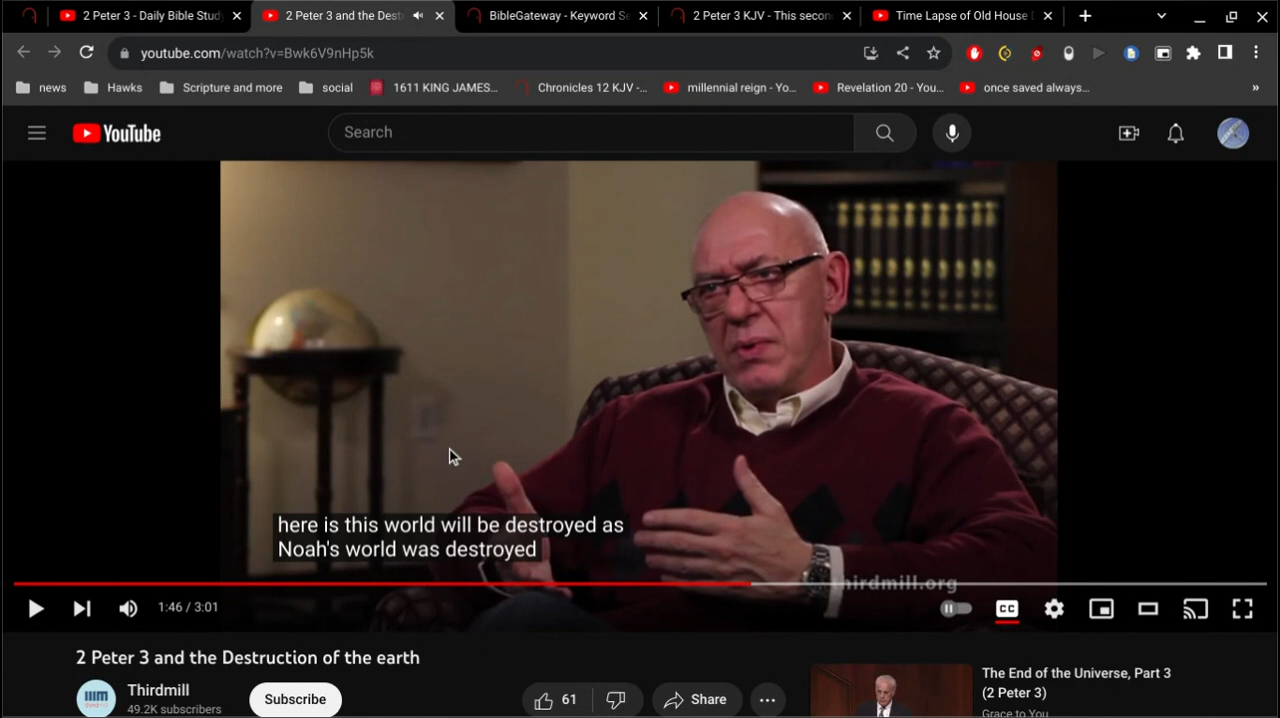 2 Peter 3 - Daily Bible Stud
2 Peter 3 and the Dest
BibleGateway - Keyword Se
2 Peter 3 KJV - This secon
Time Lapse of Old House
youtube.com/watch?v=Bwk6V9nHp5k
news
Hawks
Scripture and more
social
1611 KING JAMES...
Chronicles 12 KJV -...
millennial reign - Yo...
Revelation 20 - You...
once saved always...
»
YouTube
Search
here is this world will be destroyed as
Noah's world was destroyed
thirdmill.org
1:46 / 3:01
CC
2 Peter 3 and the Destruction of the earth
Thirdmill
49.2K subscribers
Subscribe
61
Share
The End of the Universe, Part 3
(2 Peter 3)
Grace to You